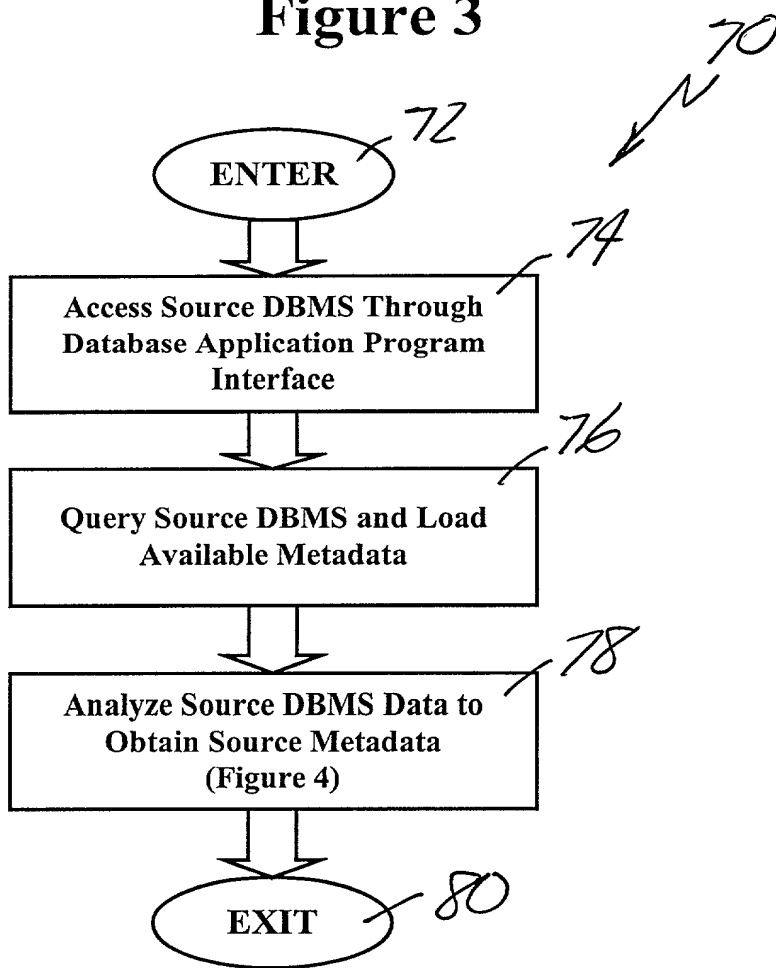 Figure 3
70
72
ENTER
74
Access Source DBMS Through
Database Application Program
Interface
76
Query Source DBMS and Load
Available Metadata
78
Analyze Source DBMS Data to
Obtain Source Metadata
(Figure 4)
EXIT
80